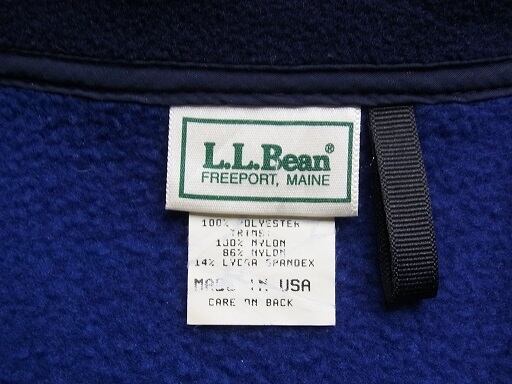 L.L.Bean®
FREEPORT, MAINE
100% POLYESTER
TRIMS:
100% NYLON
86% NYLON
14% LYCRA SPANDEX
MADE IN USA
CARE ON BACK